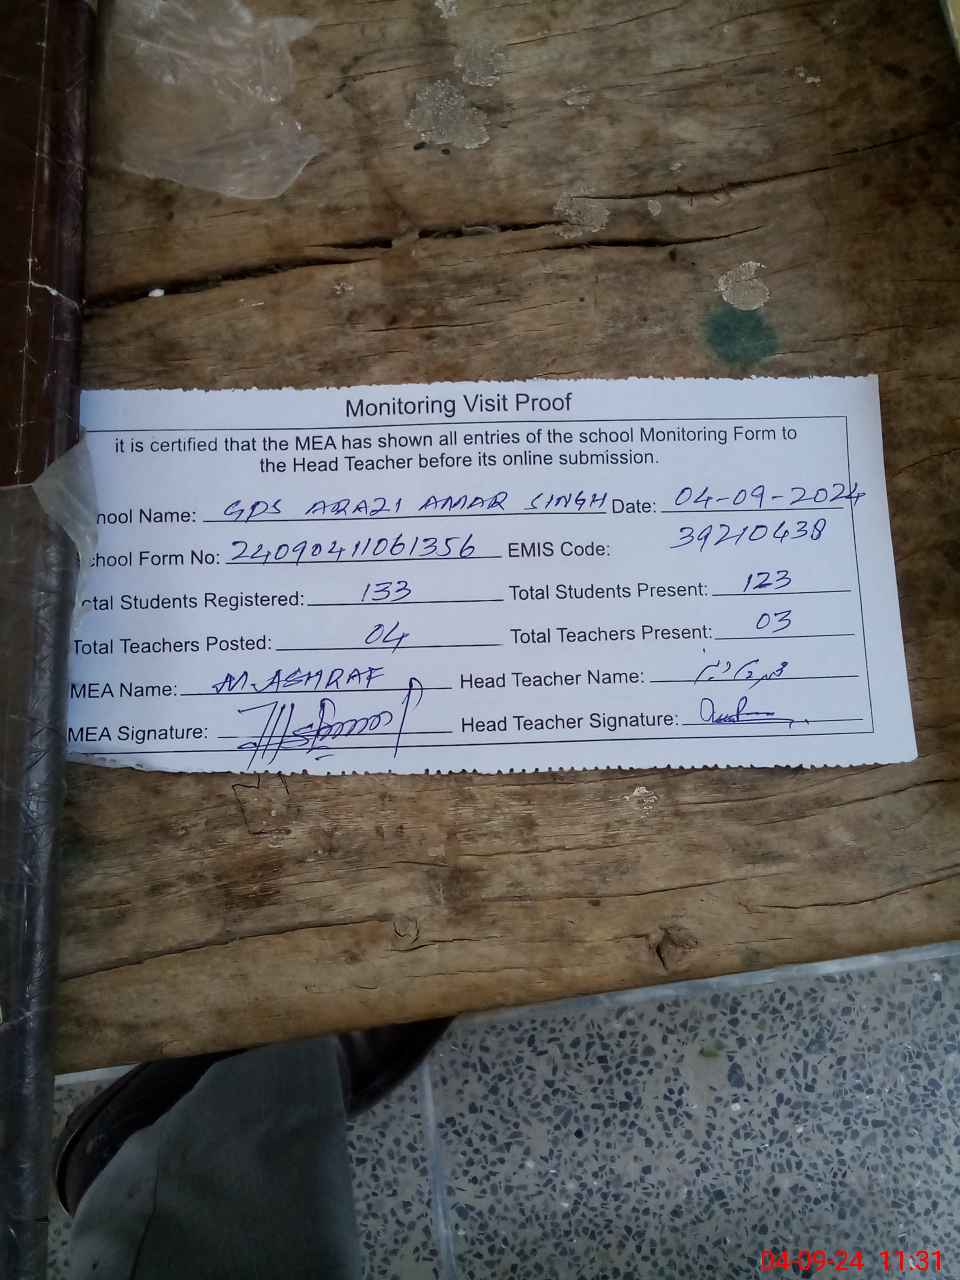 Monitoring Visit Proof
it is certified that the MEA has shown all entries of the school Monitoring Form to
the Head Teacher before its online submission.
hool Name: GPS ARAZI AMAR SINGH Date: 04-09-2024
chool Form No: 24090411061356 EMIS Code: 39210438
otal Students Registered: 133 Total Students Present: 123
Total Teachers Posted: 04 Total Teachers Present: 03
MEA Name: M. ASHRAF Head Teacher Name:
MEA Signature: Head Teacher Signature:
04-09-24 11:31